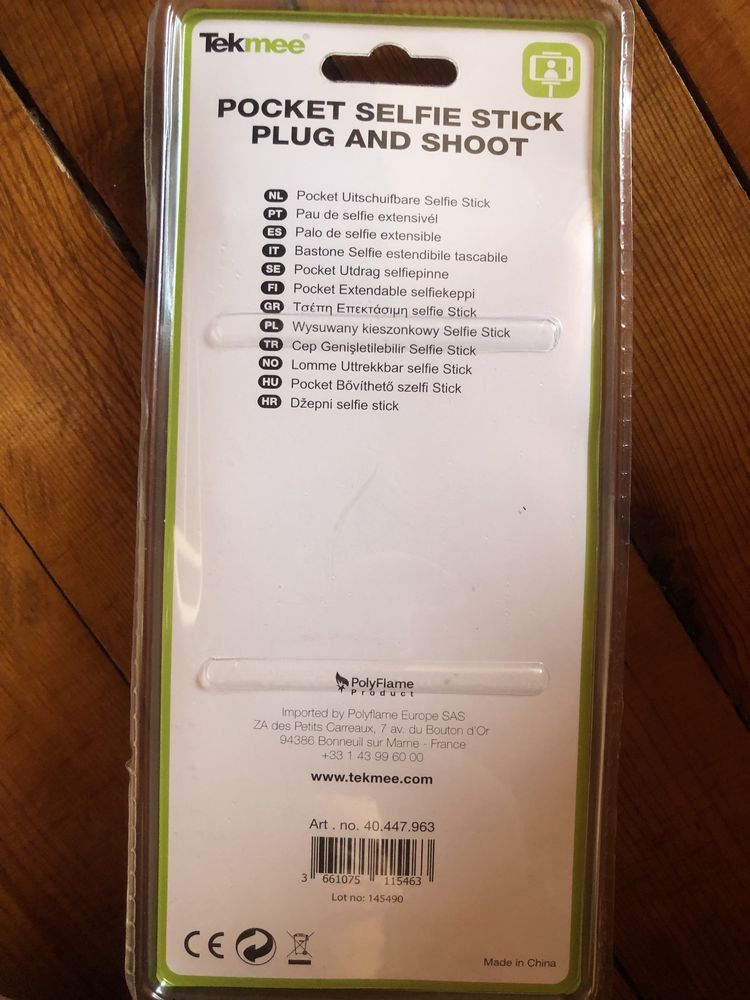 Tekmee®
POCKET SELFIE STICK
PLUG AND SHOOT
NL Pocket Uitschuifbare Selfie Stick
PT Pau de selfie extensivél
ES Palo de selfie extensible
IT Bastone Selfie estendibile tascabile
SE Pocket Utdrag selfiepinne
FI Pocket Extendable selfiekeppi
GR Τσέπη Επεκτάσιμη selfie Stick
PL Wysuwany kieszonkowy Selfie Stick
TR Cep Genişletilebilir Selfie Stick
NO Lomme Uttrekkbar selfie Stick
HU Pocket Bővíthető szelfi Stick
HR Džepni selfie stick
PolyFlame
Product
Imported by Polyflame Europe SAS
ZA des Petits Carreaux, 7 av. du Bouton d'Or
94386 Bonneuil sur Marne - France
+33 1 43 99 60 00
www.tekmee.com
Art . no. 40.447.963
3 661075 115463
Lot no: 145490
CE
Made in China